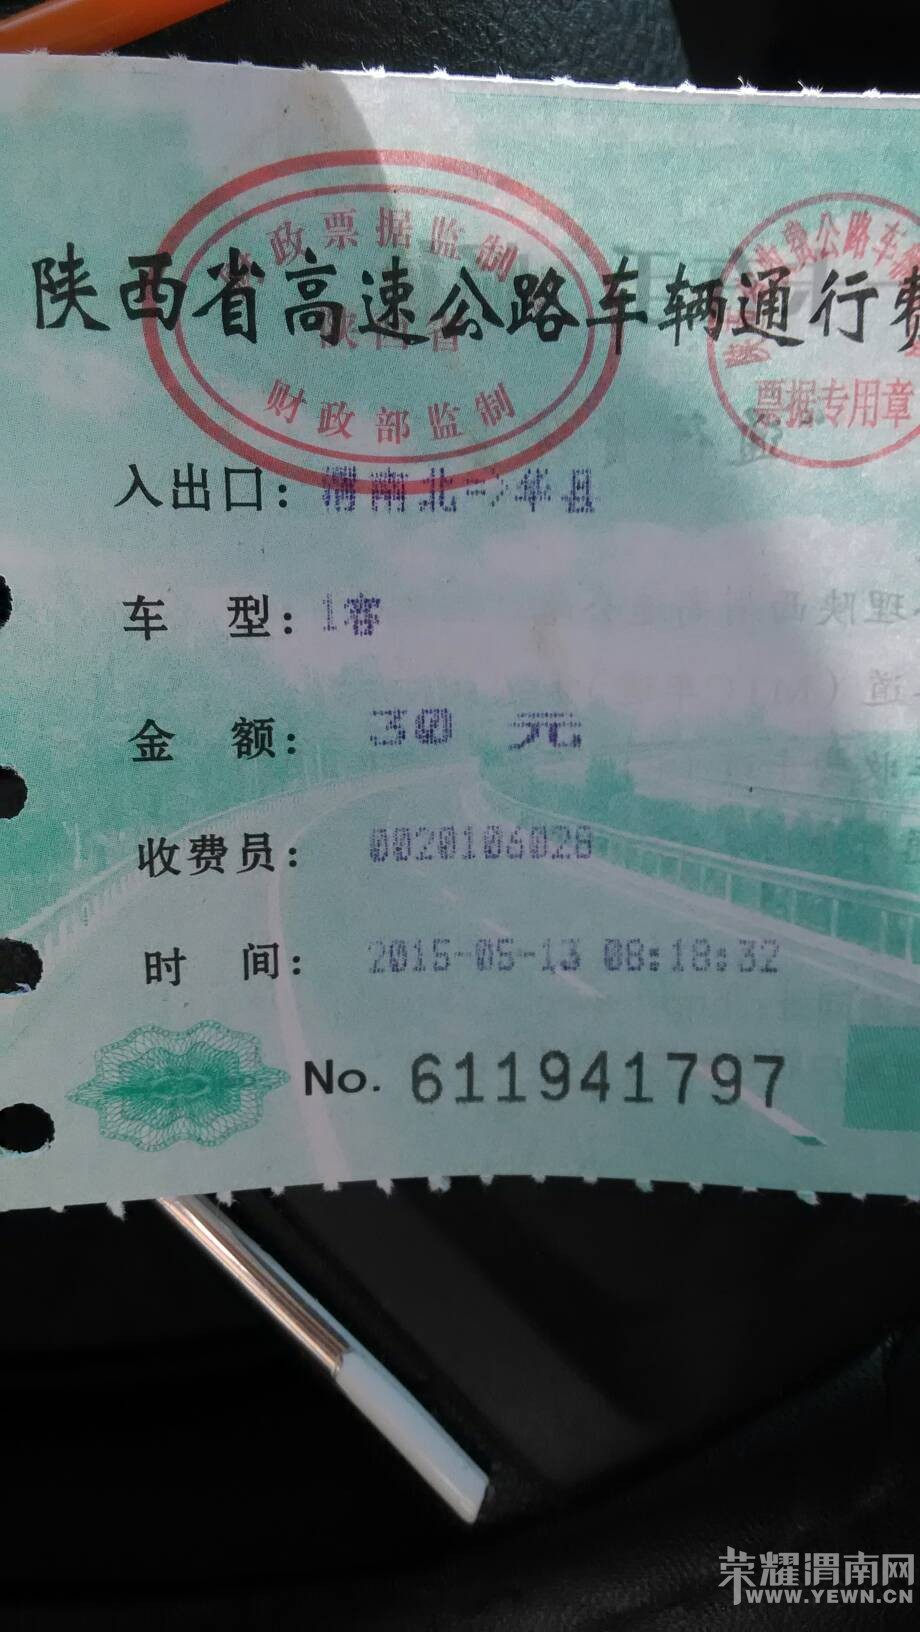 财政票据监制
陕西省
财政部监制
陕西省高速公路车辆通行费
票据专用章
入出口：渭南北=>华县
车 型：1客
金 额：30 元
收费员：0020106028
时 间：2015-05-13 08:18:32
No. 611941797
荣耀渭南网
WWW.YEWN.CN